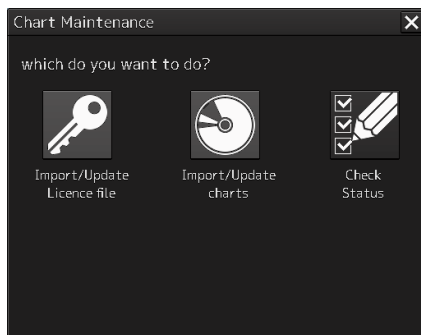 Chart Maintenance
which do you want to do?
Import/Update
Licence file
Import/Update
charts
Check
Status